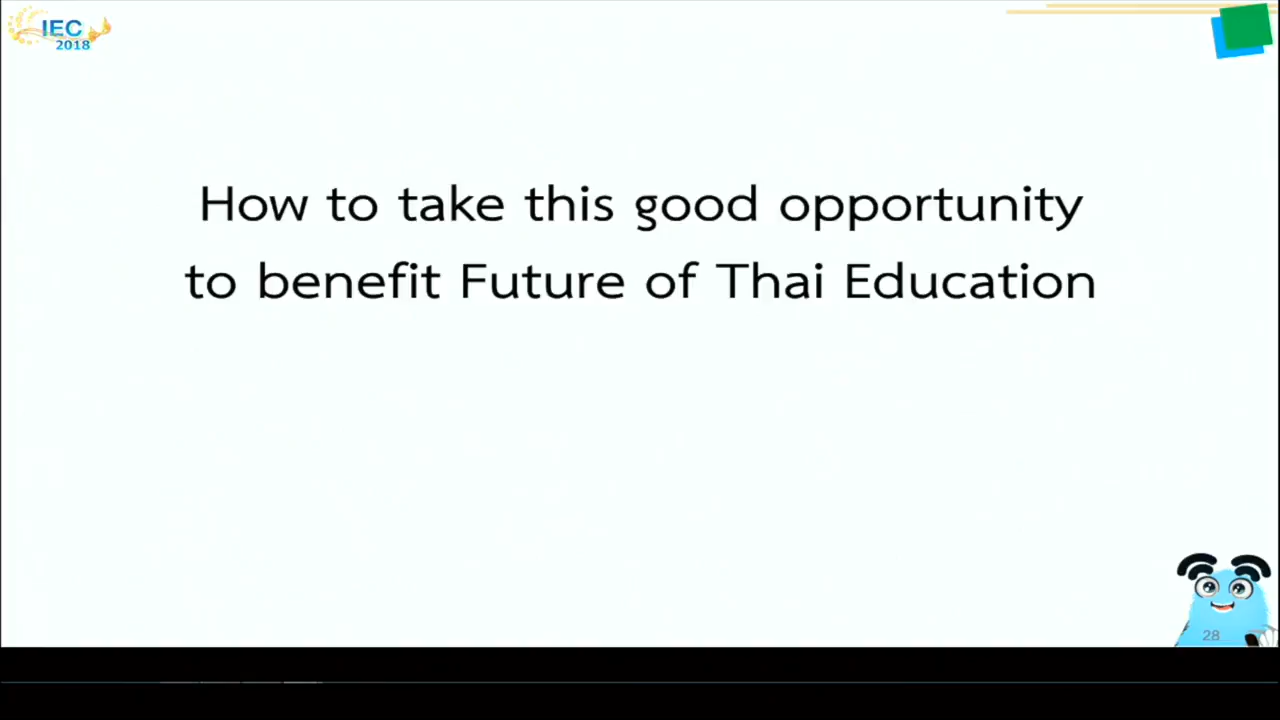 IEC
2018
How to take this good opportunity
to benefit Future of Thai Education
28